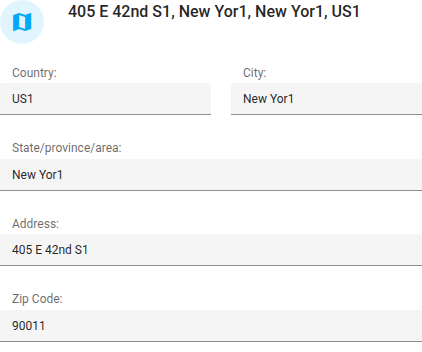 405 E 42nd S1, New Yor1, New Yor1, US1
Country: City:
US1 New Yor1
State/province/area:
New Yor1
Address:
405 E 42nd S1
Zip Code:
90011